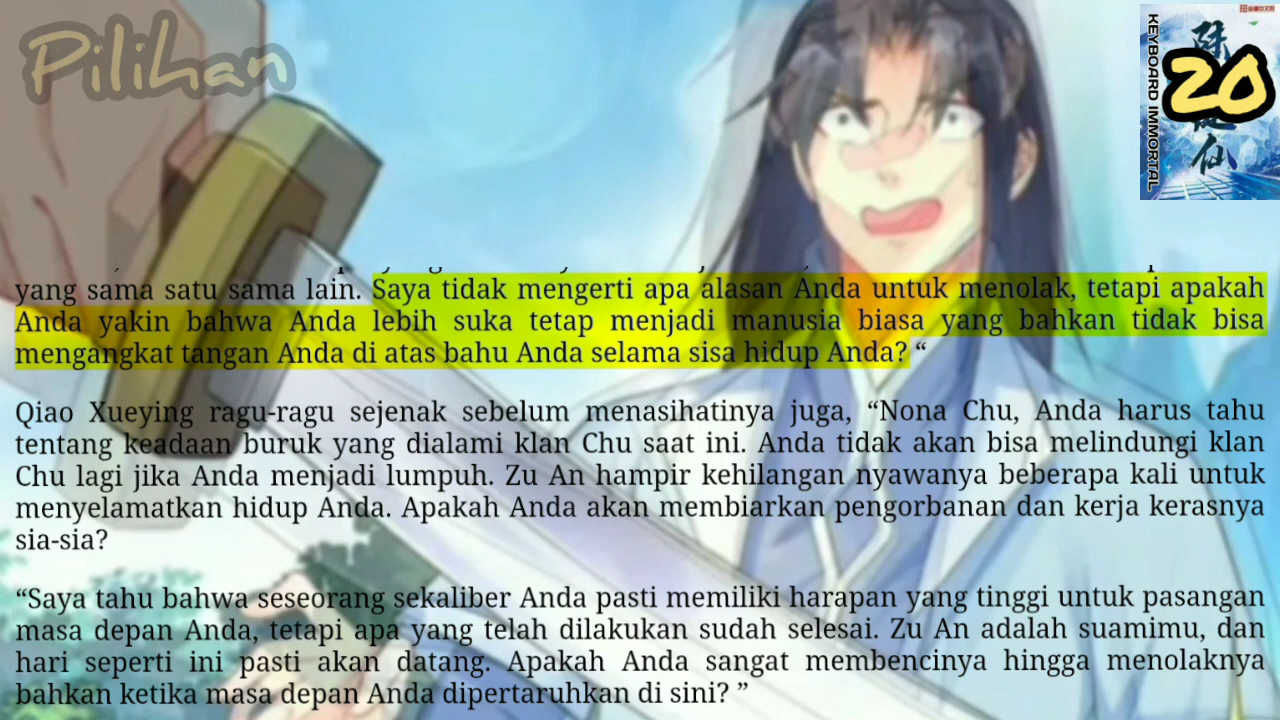 Pilihan
20
KEYBOARD IMMORTAL
仙
yang sama satu sama lain. Saya tidak mengerti apa alasan Anda untuk menolak, tetapi apakah
Anda yakin bahwa Anda lebih suka tetap menjadi manusia biasa yang bahkan tidak bisa
mengangkat tangan Anda di atas bahu Anda selama sisa hidup Anda? “
Qiao Xueying ragu-ragu sejenak sebelum menasihatinya juga, “Nona Chu, Anda harus tahu
tentang keadaan buruk yang dialami klan Chu saat ini. Anda tidak akan bisa melindungi klan
Chu lagi jika Anda menjadi lumpuh. Zu An hampir kehilangan nyawanya beberapa kali untuk
menyelamatkan hidup Anda. Apakah Anda akan membiarkan pengorbanan dan kerja kerasnya
sia-sia?
“Saya tahu bahwa seseorang sekaliber Anda pasti memiliki harapan yang tinggi untuk pasangan
masa depan Anda, tetapi apa yang telah dilakukan sudah selesai. Zu An adalah suamimu, dan
hari seperti ini pasti akan datang. Apakah Anda sangat membencinya hingga menolaknya
bahkan ketika masa depan Anda dipertaruhkan di sini? ”